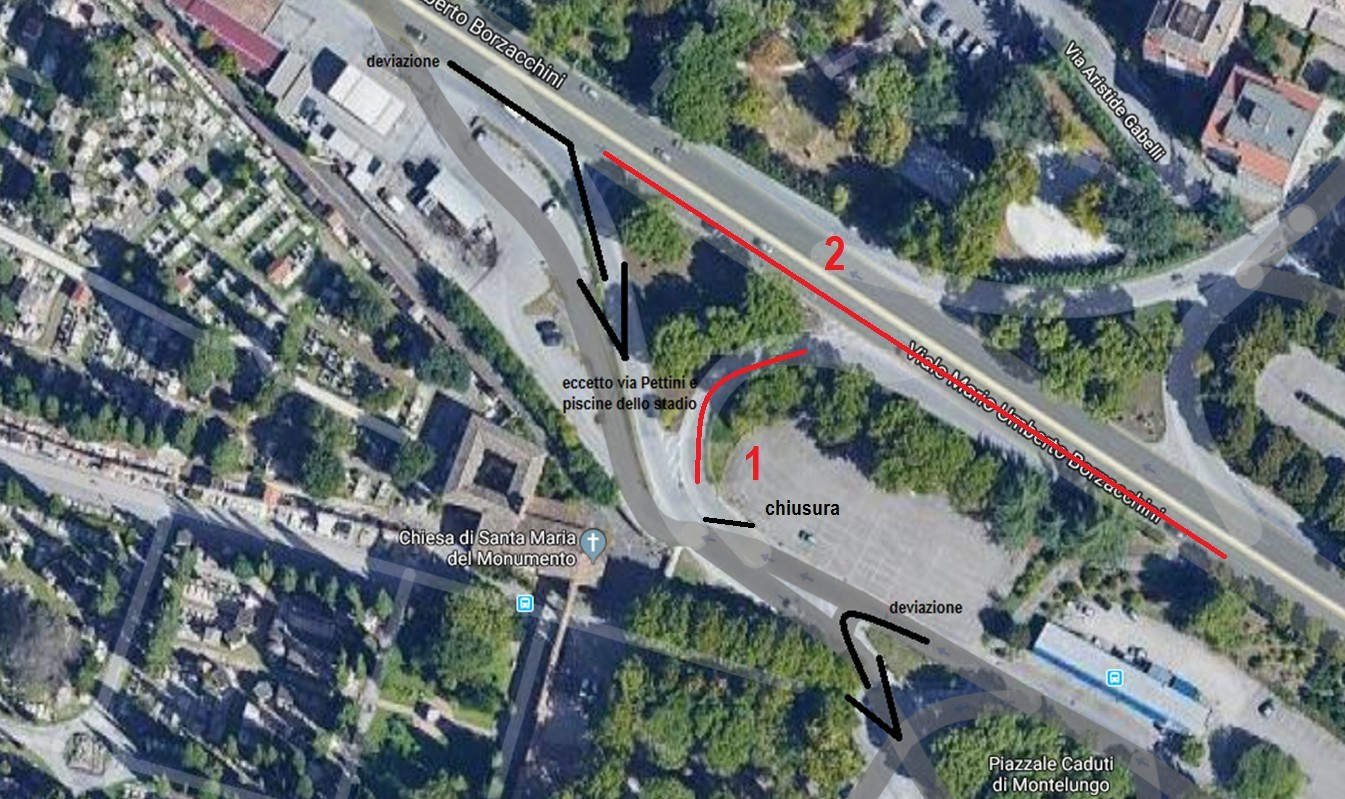 berto Borzacchini
deviazione
Via Aristide Gabelli
2
Viale Mario Umberto Borzacchini
eccetto via Pettini e
piscine dello stadio
1
chiusura
Chiesa di Santa Maria
del Monumento
deviazione
Piazzale Caduti
di Montelungo